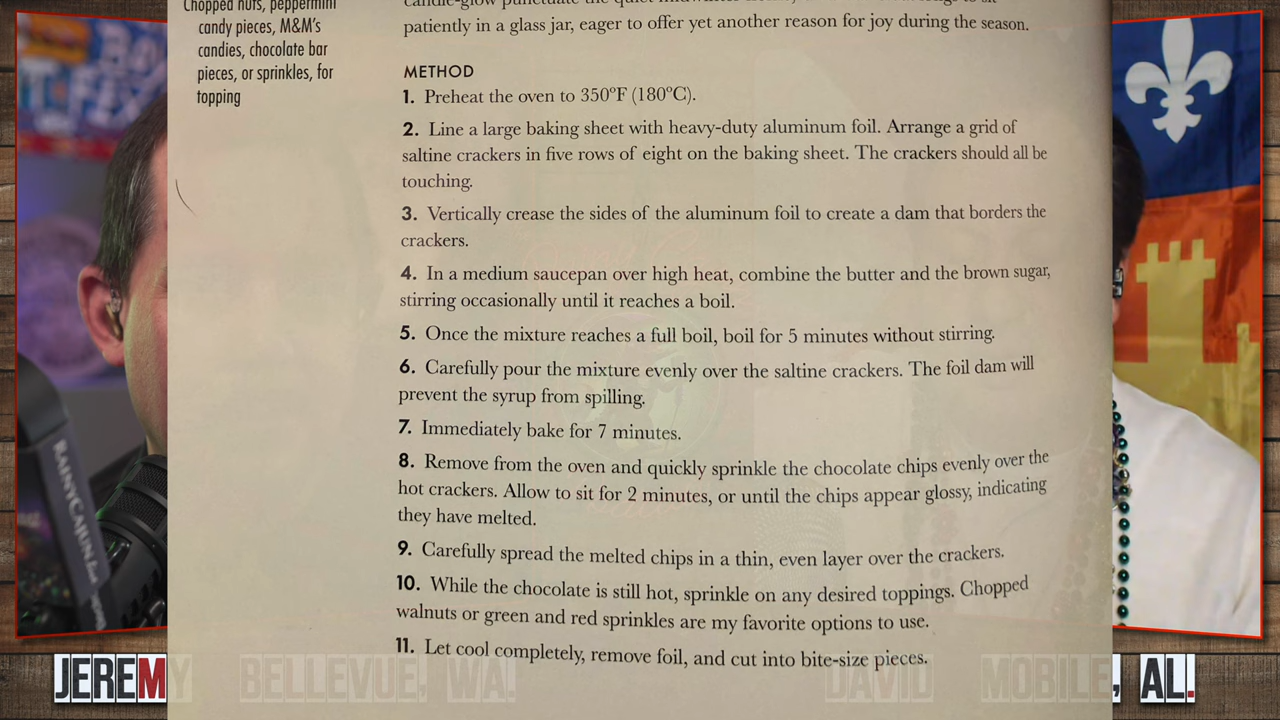 Chopped nuts, peppermint
candy pieces, M&M's
candies, chocolate bar
pieces, or sprinkles, for
topping
patiently in a glass jar, eager to offer yet another reason for joy during the season.
METHOD
1. Preheat the oven to 350°F (180°C).
2. Line a large baking sheet with heavy-duty aluminum foil. Arrange a grid of
saltine crackers in five rows of eight on the baking sheet. The crackers should all be
touching.
3. Vertically crease the sides of the aluminum foil to create a dam that borders the
crackers.
4. In a medium saucepan over high heat, combine the butter and the brown sugar,
stirring occasionally until it reaches a boil.
5. Once the mixture reaches a full boil, boil for 5 minutes without stirring.
6. Carefully pour the mixture evenly over the saltine crackers. The foil dam will
prevent the syrup from spilling.
7. Immediately bake for 7 minutes.
8. Remove from the oven and quickly sprinkle the chocolate chips evenly over the
hot crackers. Allow to sit for 2 minutes, or until the chips appear glossy, indicating
they have melted.
9. Carefully spread the melted chips in a thin, even layer over the crackers.
10. While the chocolate is still hot, sprinkle on any desired toppings. Chopped
walnuts or green and red sprinkles are my favorite options to use.
11. Let cool completely, remove foil, and cut into bite-size pieces.
RAINYCAJUN.Live
JEREMY BELLEVUE, WA!
DAVID MOBILE, AL!